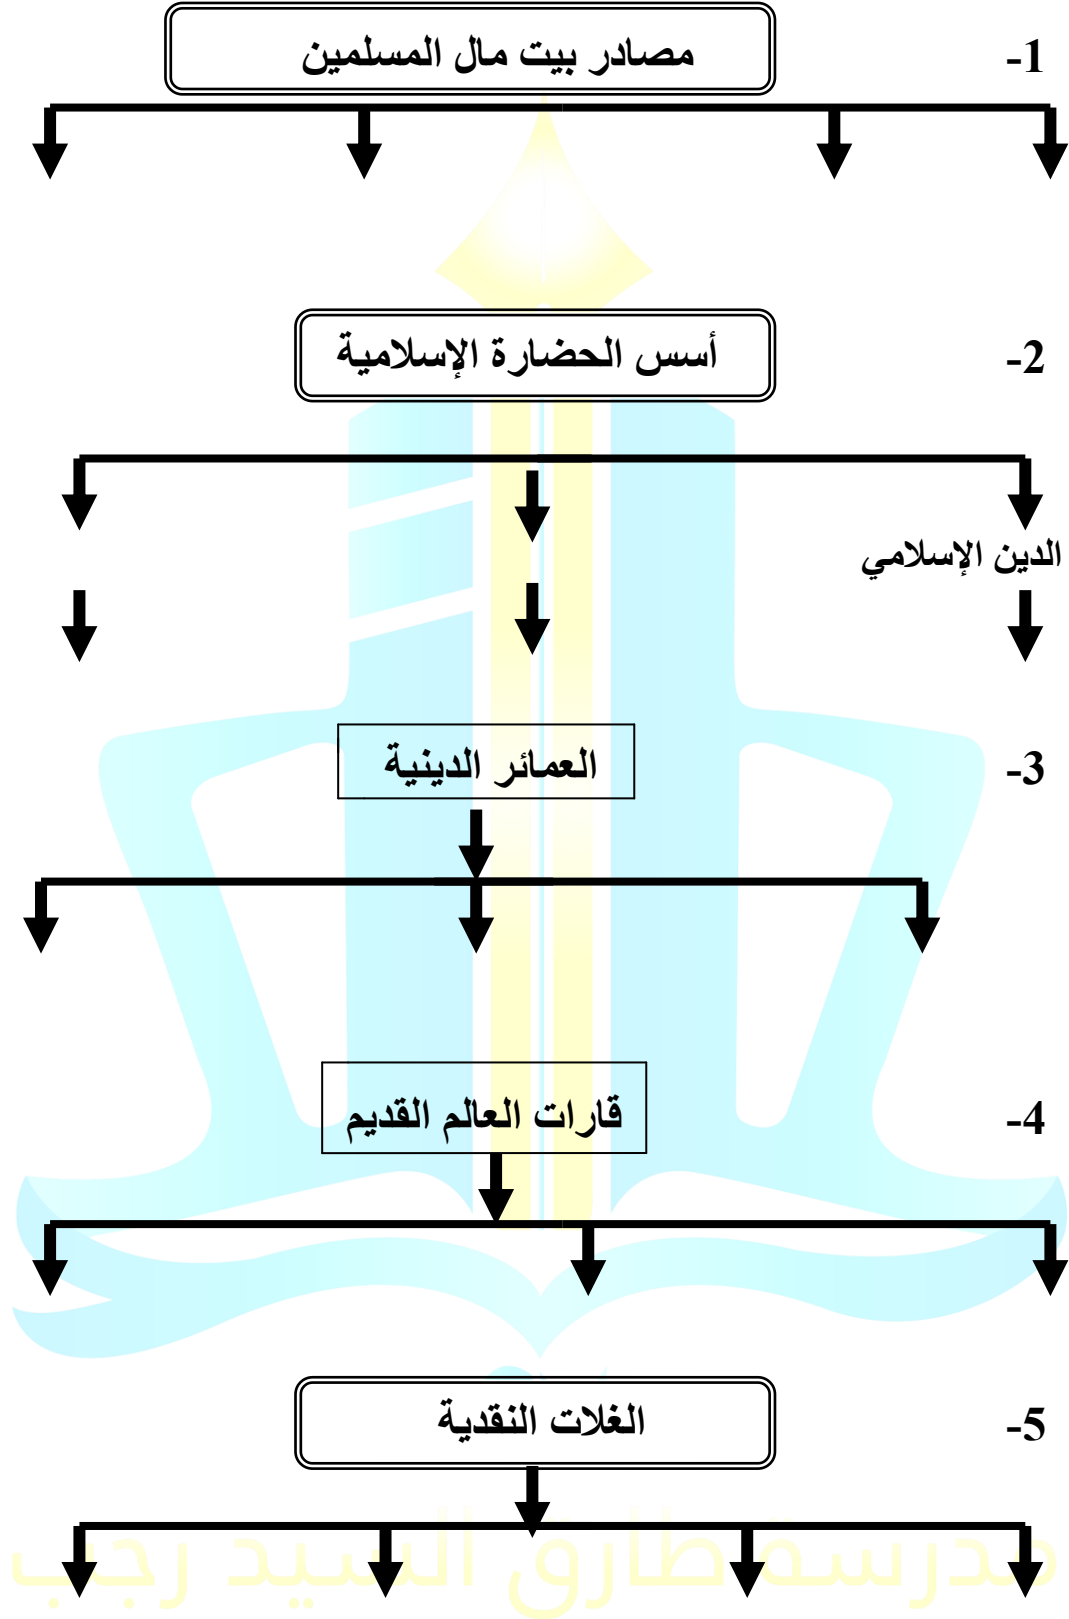 1- مصادر بيت مال المسلمين
2- أسس الحضارة الإسلامية
الدين الإسلامي
3- العمائر الدينية
4- قارات العالم القديم
5- الغلات النقدية
مدرسة طارق السيد رجب